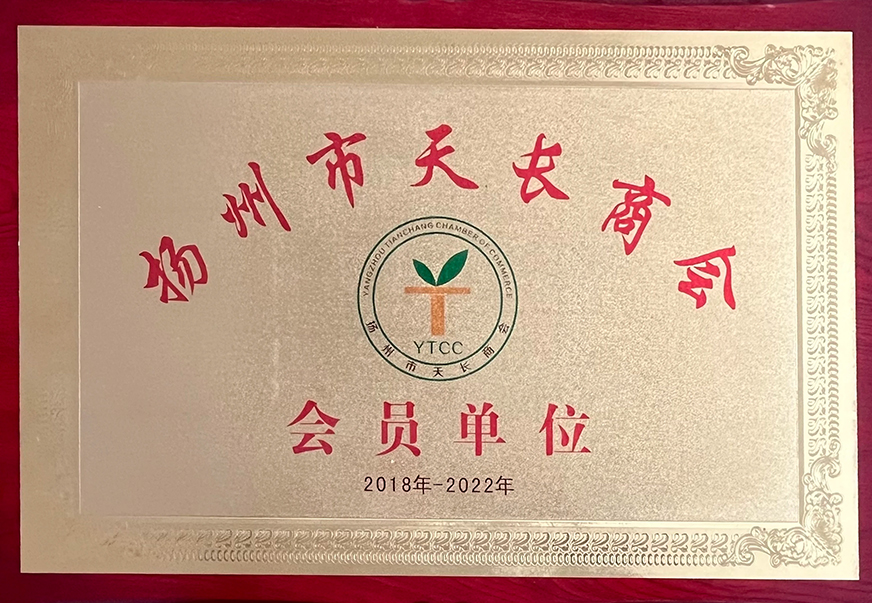 扬州市天长商会
YANGZHOU TIANCHANG CHAMBER OF COMMERCE
YTCC
扬州市天长商会
会员单位
2018年-2022年